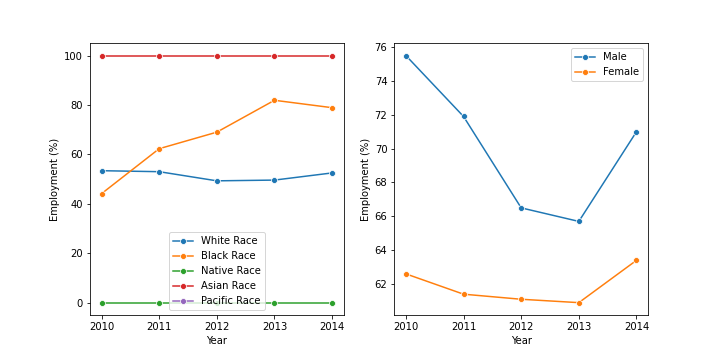 100
80
60
40
20
0
Employment (%)
2010 2011 2012 2013 2014
Year
White Race
Black Race
Native Race
Asian Race
Pacific Race
76
74
72
70
68
66
64
62
Employment (%)
2010 2011 2012 2013 2014
Year
Male
Female